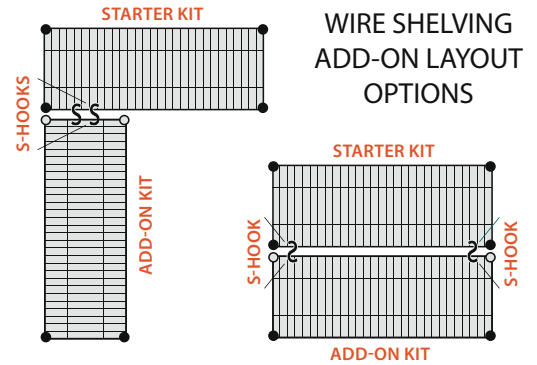 STARTER KIT
WIRE SHELVING
ADD-ON LAYOUT
OPTIONS
S-HOOKS
ADD-ON KIT
STARTER KIT
S-HOOK
S-HOOK
ADD-ON KIT